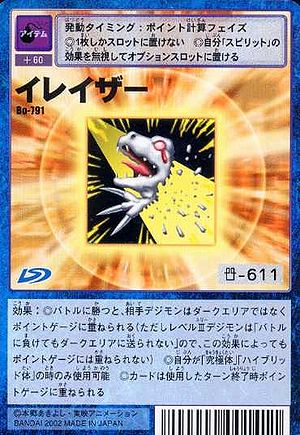 アイテム
+60
発動タイミング：ポイント計算フェイズ
○1枚しかスロットに置けない ○自分「スピリット」の
効果を無視してオプションスロットに置ける
イレイザー
Bo-791
-611
効果：○バトルに勝つと、相手デジモンはダークエリアではなく
ポイントゲージに重ねられる(ただしレベルⅢデジモンは「バトル
に負けてもダークエリアに送られない」ので、この効果によっても
ポイントゲージに重ねられない) ○自分が「究極体」「ハイブリッ
ド体」の時のみ使用可能 ○カードは使用したターン終了時ポイ
ントゲージに重ねられる
©本郷あきよし・東映アニメーション
BANDAI 2002 MADE IN JAPAN